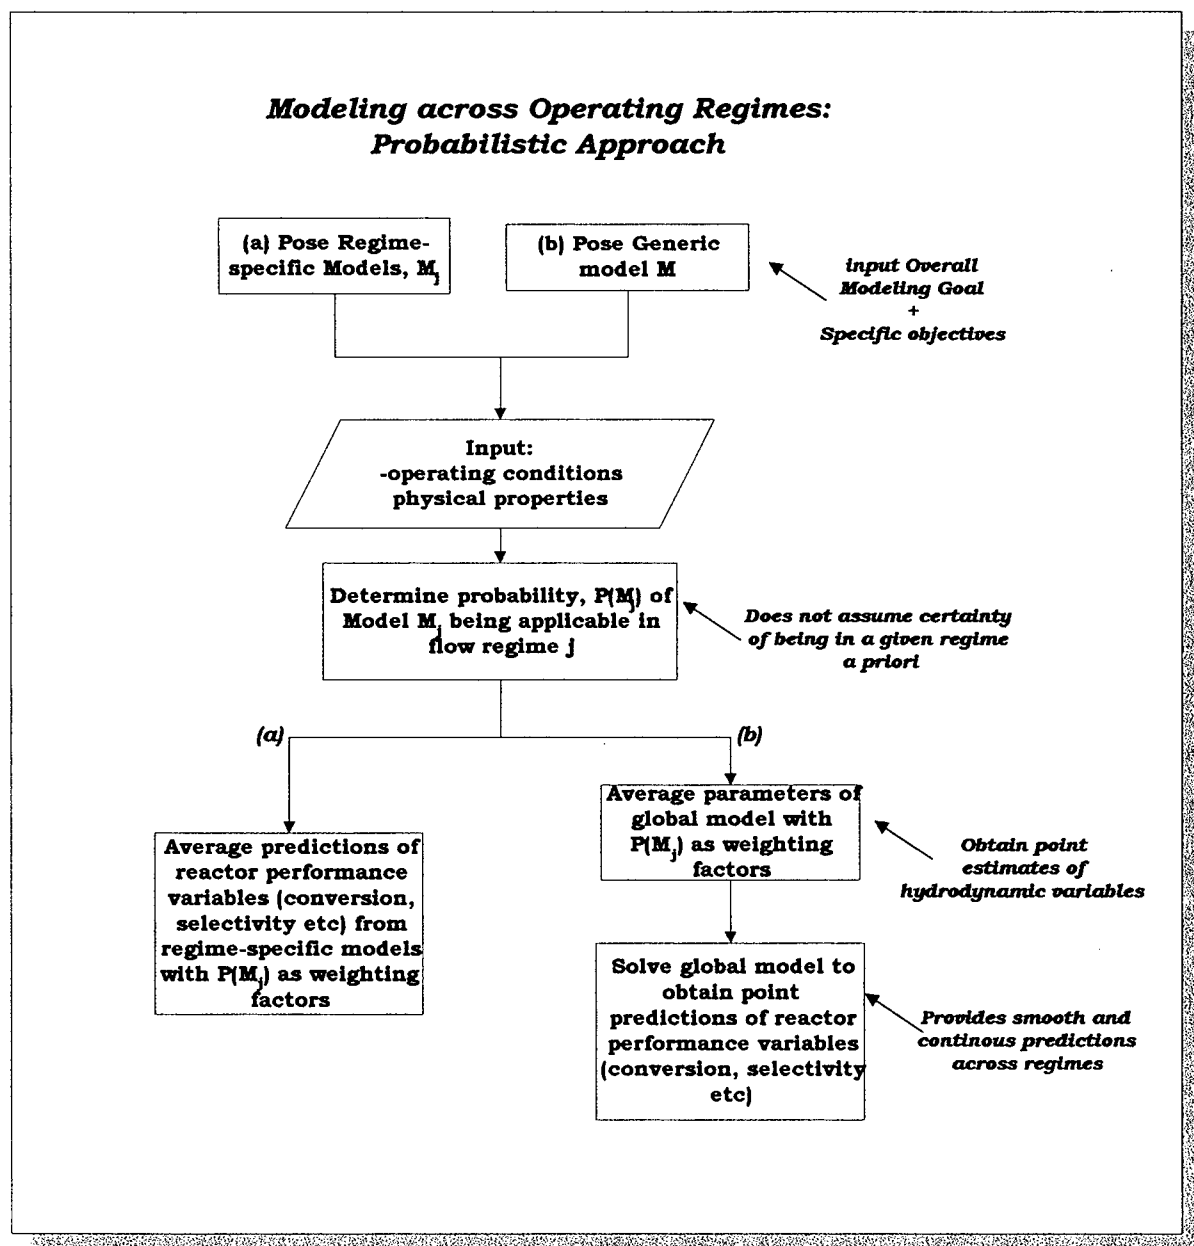 Modeling across Operating Regimes:
Probabilistic Approach
(a) Pose Regime-
specific Models, Mj
(b) Pose Generic
model M
input Overall
Modeling Goal
+
Specific objectives
Input:
-operating conditions
physical properties
Determine probability, P(Mj) of
Model Mj being applicable in
flow regime j
Does not assume certainty
of being in a given regime
a priori
(a)
(b)
Average parameters of
global model with
P(Mj) as weighting
factors
Obtain point
estimates of
hydrodynamic variables
Average predictions of
reactor performance
variables (conversion,
selectivity etc) from
regime-specific models
with P(Mj) as weighting
factors
Solve global model to
obtain point
predictions of reactor
performance variables
(conversion, selectivity
etc)
Provides smooth and
continous predictions
across regimes